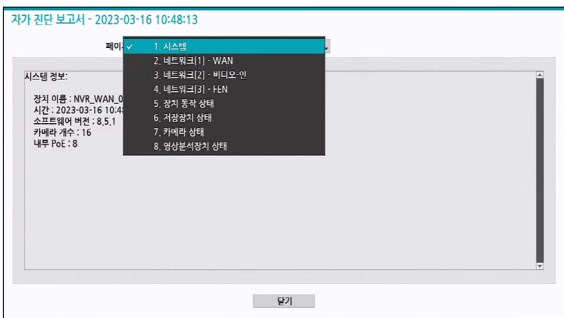 자가 진단 보고서 - 2023-03-16 10:48:13
페이
✓ 1. 시스템
2. 네트워크[1] - WAN
3. 네트워크[2] - 비디오-인
4. 네트워크[3] - FEN
5. 장치 동작 상태
6. 저장장치 상태
7. 카메라 상태
8. 영상분석장치 상태
시스템 정보:
장치 이름 : NVR_WAN_0
시간 : 2023-03-16 10:48
소프트웨어 버전 : 8.5.1
카메라 개수 : 16
내부 PoE : 8
닫기